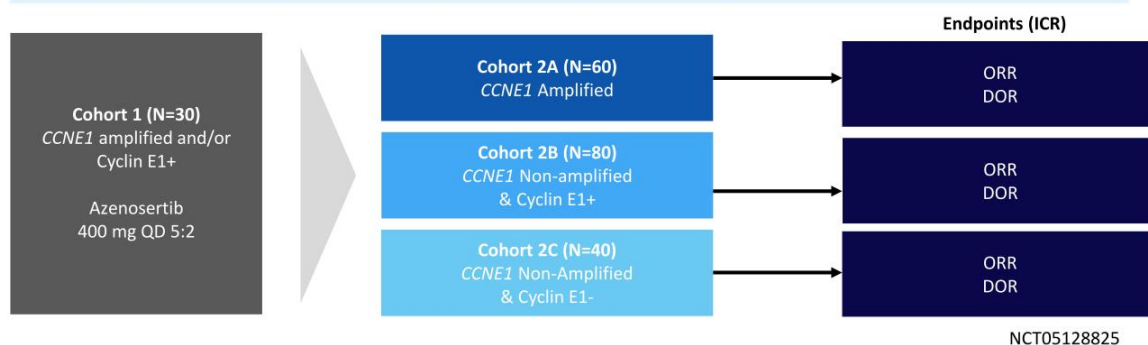 Endpoints (ICR)
Cohort 1 (N=30)
CCNE1 amplified and/or
Cyclin E1+
Azenosertib
400 mg QD 5:2
Cohort 2A (N=60)
CCNE1 Amplified
ORR
DOR
Cohort 2B (N=80)
CCNE1 Non-amplified
& Cyclin E1+
ORR
DOR
Cohort 2C (N=40)
CCNE1 Non-Amplified
& Cyclin E1-
ORR
DOR
NCT05128825